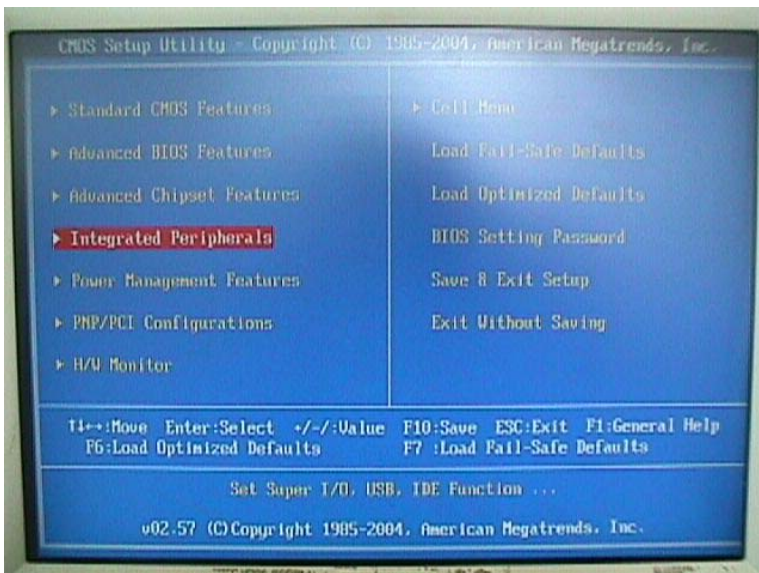 CMOS Setup Utility - Copyright (C) 1985-2004, American Megatrends, Inc.
▶ Standard CMOS Features
▶ Advanced BIOS Features
▶ Advanced Chipset Features
▶ Integrated Peripherals
▶ Power Management Features
▶ PNP/PCI Configurations
▶ H/W Monitor
▶ Cell Menu
Load Fail-Safe Defaults
Load Optimized Defaults
BIOS Setting Password
Save & Exit Setup
Exit Without Saving
↑↓←→:Move Enter:Select +/-/:Value F10:Save ESC:Exit F1:General Help
F6:Load Optimized Defaults F7 :Load Fail-Safe Defaults
Set Super I/O, USB, IDE Function ...
v02.57 (C)Copyright 1985-2004, American Megatrends, Inc.